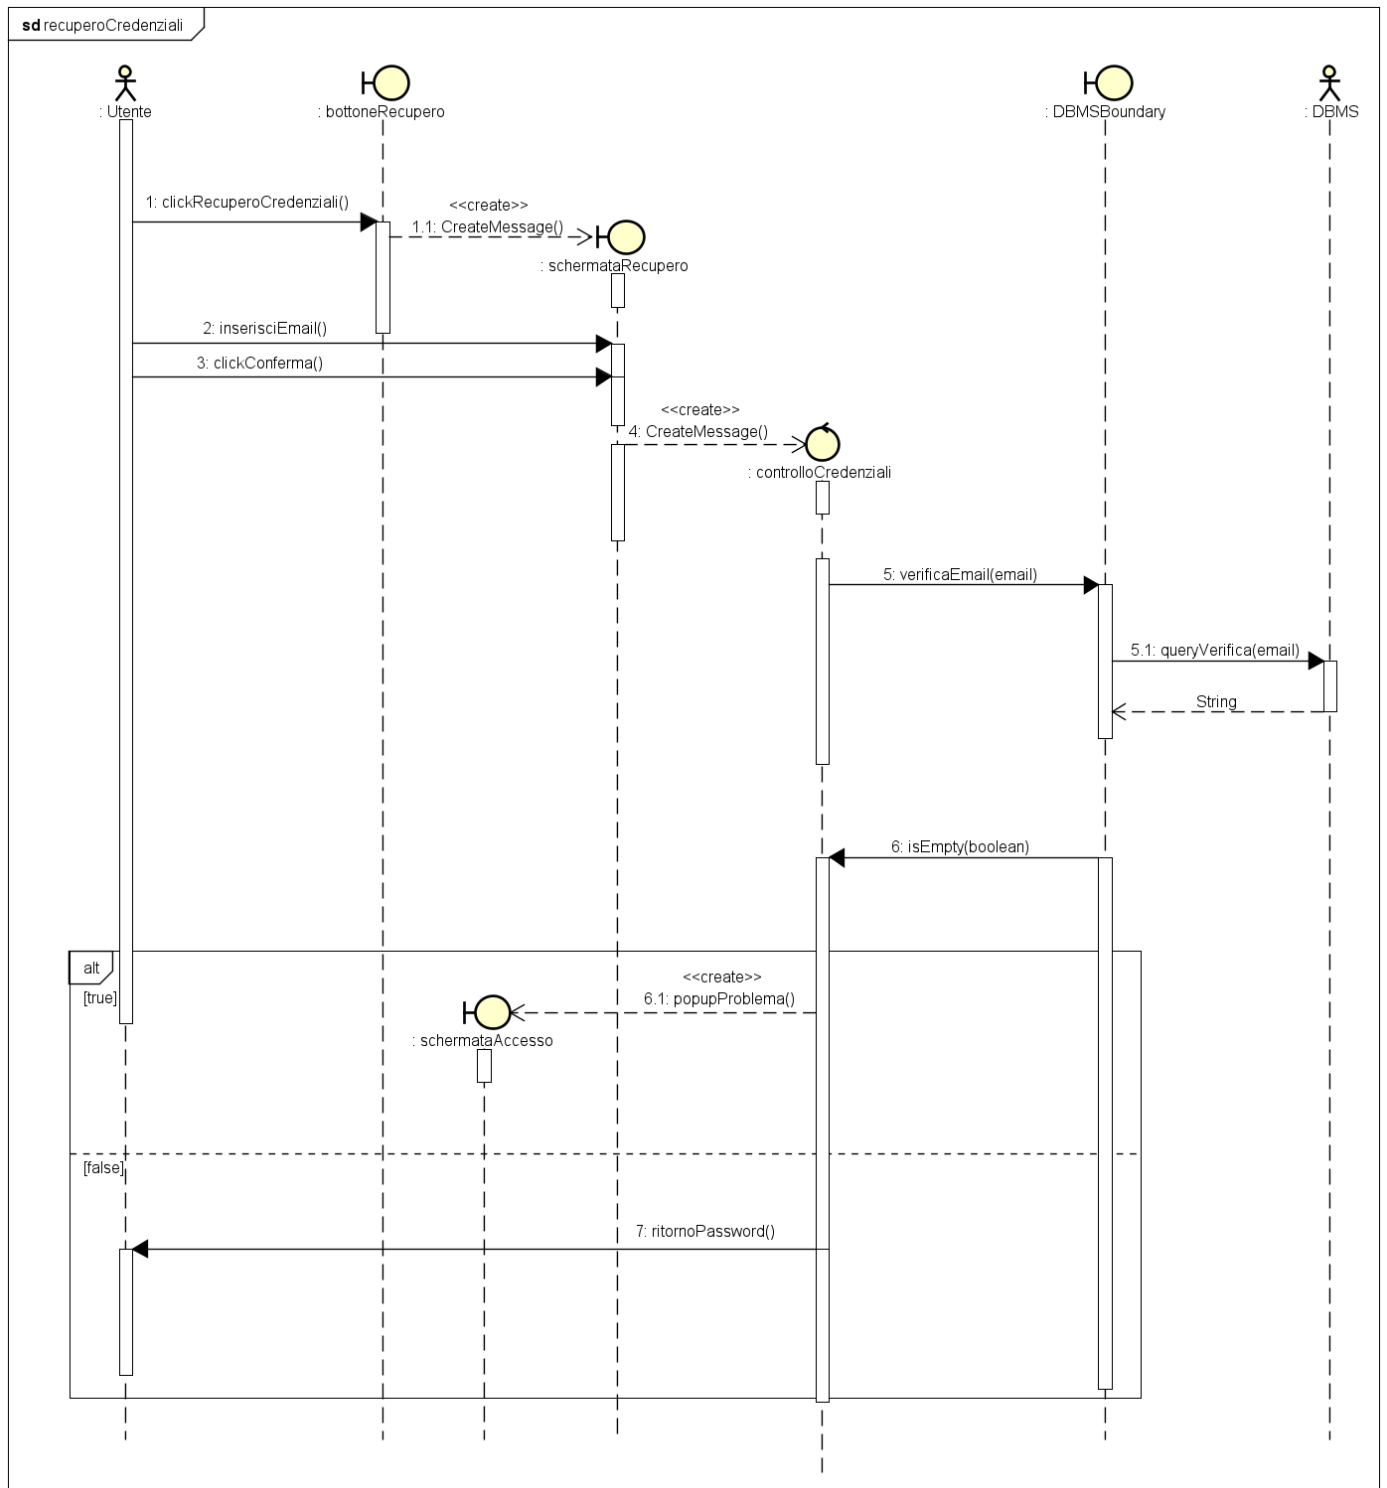 sd recuperoCredenziali
: Utente
: bottoneRecupero
: DBMSBoundary
: DBMS
1: clickRecuperoCredenziali()
<<create>>
1.1: CreateMessage()
: schermataRecupero
2: inserisciEmail()
3: clickConferma()
<<create>>
4: CreateMessage()
: controlloCredenziali
5: verificaEmail(email)
5.1: queryVerifica(email)
String
6: isEmpty(boolean)
alt
[true]
<<create>>
6.1: popupProblema()
: schermataAccesso
[false]
7: ritornoPassword()